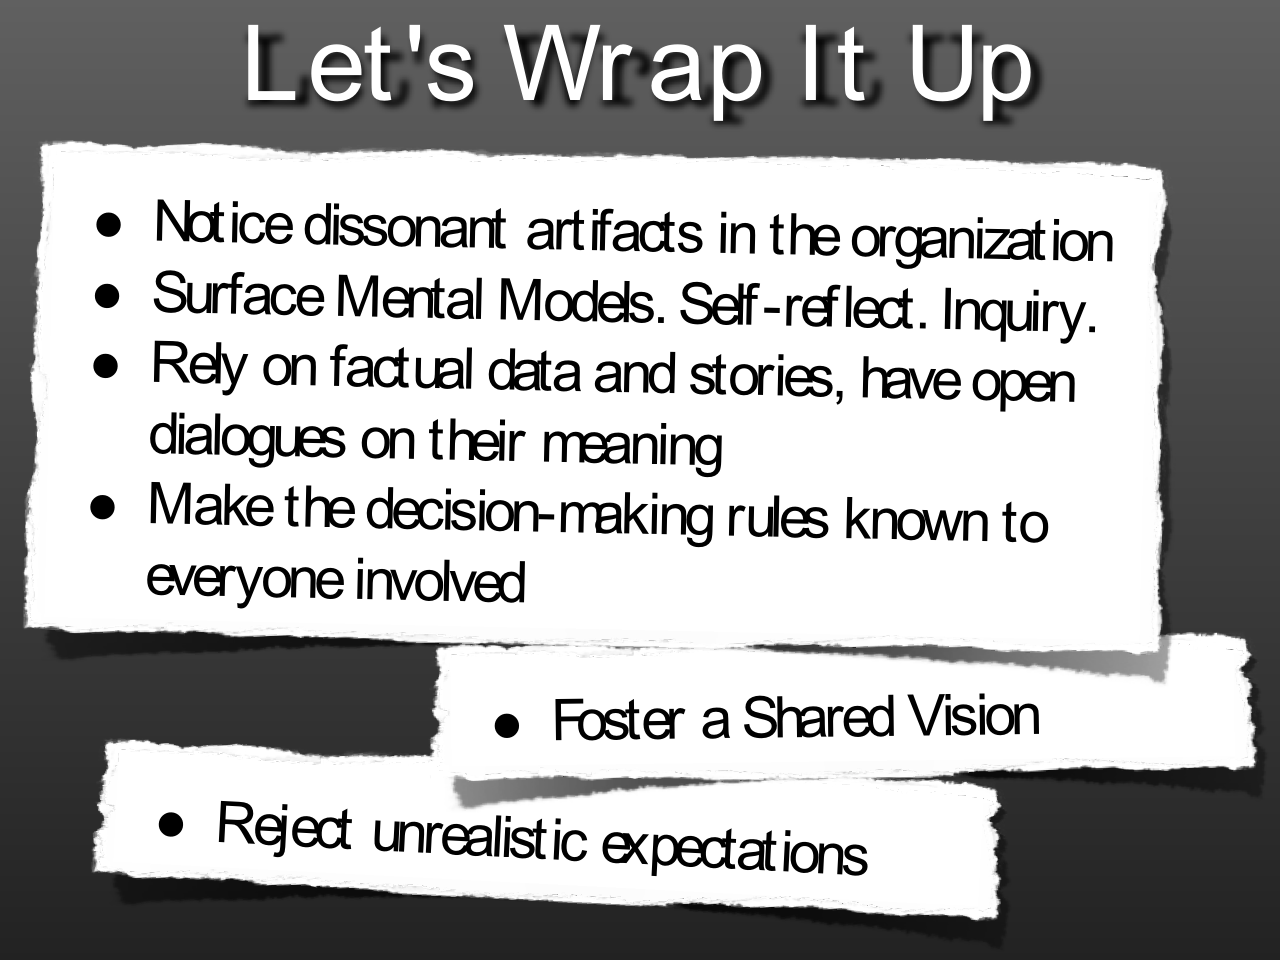 Let's Wrap It Up
● Notice dissonant artifacts in the organization
● Surface Mental Models. Self-reflect. Inquiry.
● Rely on factual data and stories, have open
dialogues on their meaning
● Make the decision-making rules known to
everyone involved
● Foster a Shared Vision
● Reject unrealistic expectations